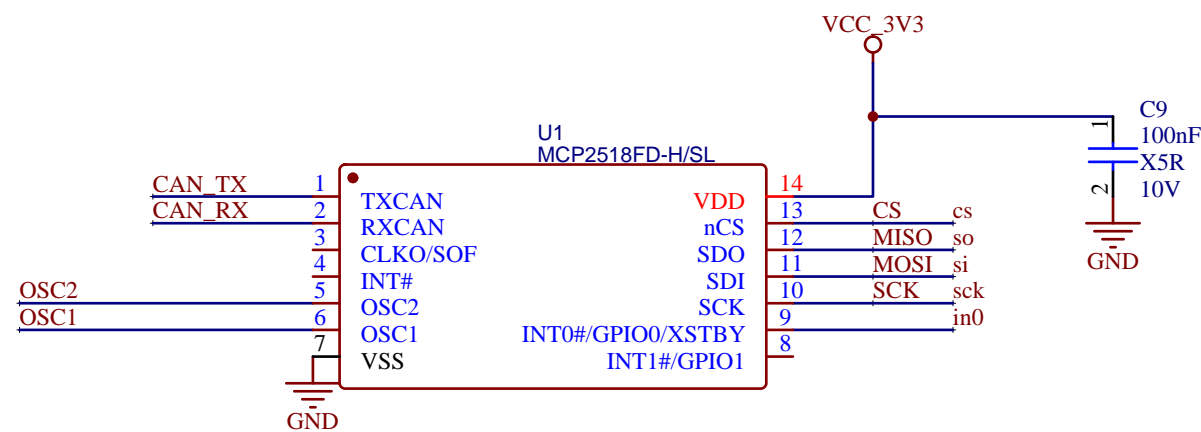 VCC_3V3
U1
MCP2518FD-H/SL
C9
100nF
X5R
10V
1
2
GND
CAN_TX 1 TXCAN
CAN_RX 2 RXCAN
3 CLKO/SOF
4 INT#
OSC2 5 OSC2
OSC1 6 OSC1
7 VSS
GND
VDD 14
nCS 13 CS cs
SDO 12 MISO so
SDI 11 MOSI si
SCK 10 SCK sck
INT0#/GPIO0/XSTBY 9 in0
INT1#/GPIO1 8